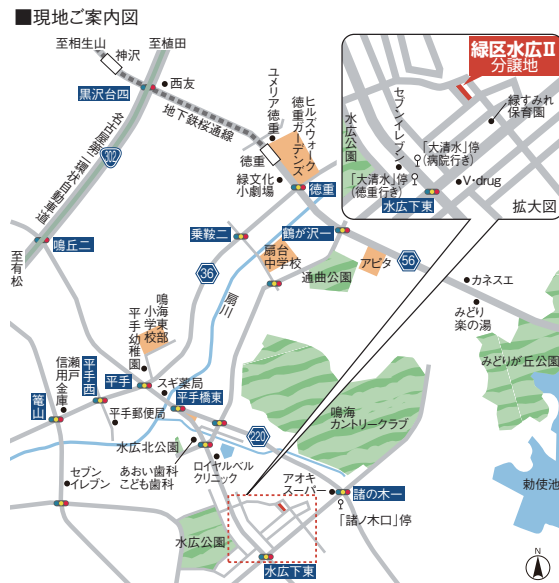 ■現地ご案内図
至相生山
至植田
神沢
西友
黒沢台四
地下鉄桜通線
名古屋第二環状自動車道
302
ユメリア徳重
ヒルズウォーク
徳重ガーデンズ
徳重
緑文化
小劇場
徳重
緑区水広Ⅱ
分譲地
水広公園
セブンイレブン
緑すみれ
保育園
「大清水」停
(病院行き)
「大清水」停
(徳重行き)
V・drug
水広下東
拡大図
鳴丘二
至有松
乗鞍二
鶴が沢一
扇台
中学校
アピタ
56
通曲公園
36
扇川
カネスエ
みどり
楽の湯
みどりが丘公園
鳴海東部
小学校
平手幼稚園
瀬戸
信用金庫
平手西
平手
スギ薬局
平手橋東
篭山
平手郵便局
220
鳴海
カントリークラブ
水広北公園
あおい歯科
こども歯科
ロイヤルベル
クリニック
セブン
イレブン
アオキ
スーパー
諸の木一
「諸ノ木口」停
勅使池
水広公園
水広下東
N